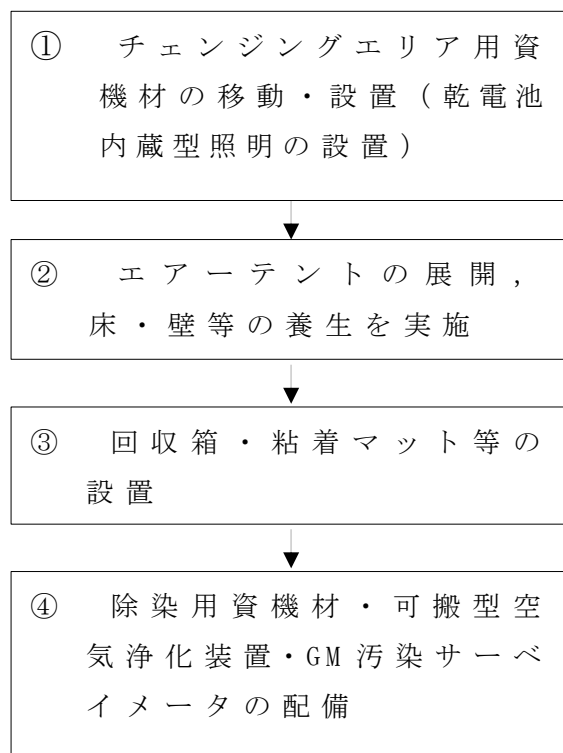 ① チェンジングエリア用資
機材の移動・設置(乾電池
内蔵型照明の設置)
② エアーテントの展開,
床・壁等の養生を実施
③ 回収箱・粘着マット等の
設置
④ 除染用資機材・可搬型空
気浄化装置・GM汚染サーベ
イメータの配備